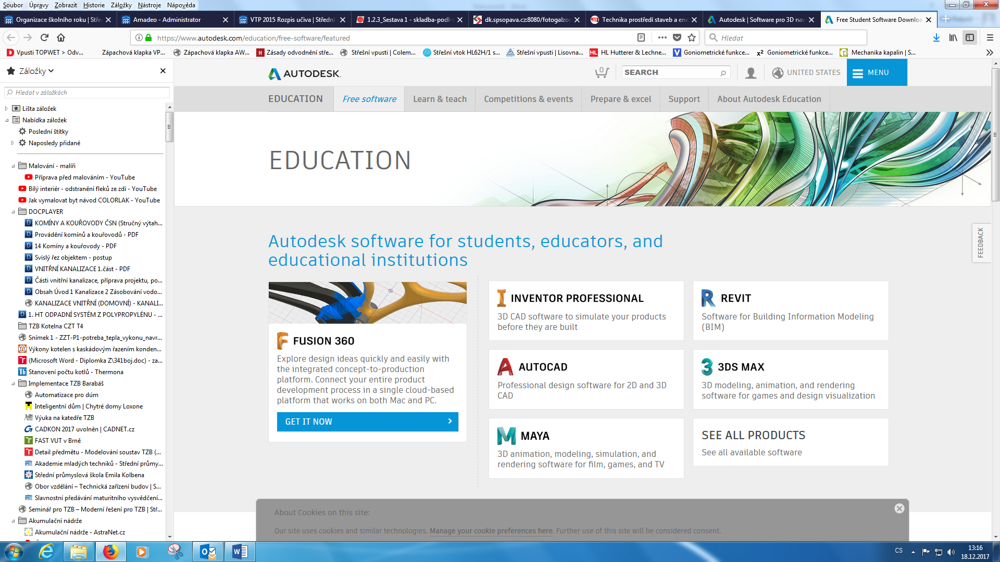 Soubor Úpravy Zobrazit Historie Záložky Nástroje Nápověda
Organizace školního roku | Stře
Amadeo - Administrator
VTP 2015 Rozpis učiva | Střední
1.2.3_Sestava 1 - skladba-podl-v
dk.spsopava.cz:8080/fotogalzoo
Technika prostředí staveb a ene
Autodesk | Software pro 3D nav
Free Student Software Downloa
https://www.autodesk.com/education/free-software/featured
Hledat
Vpusti TOPWET > Odv...
Zápachová klapka VP...
Zápachová klapka AW...
Zásady odvodnění stře...
Střešní vpusti | Colem...
Střešní vtok HL62H/1 s...
Střešní vpusti | Lisovna...
HL Hutterer & Lechne...
Goniometrické funkce...
Goniometrické funkce...
Mechanika kapalin | S...
Záložky
Hledat v záložkách
Lišta záložek
Nabídka záložek
Poslední štítky
Naposledy přidané
Malování - malíři
Příprava před malováním - YouTube
Bílý interiér - odstranění fleků ze zdí - YouTube
Jak vymalovat byt návod COLORLAK - YouTube
DOCPLAYER
KOMÍNY A KOUŘOVODY ČSN (Stručný výtah...
Provádění komínů a kouřovodů - PDF
14 Komíny a kouřovody - PDF
Svislý řez objektem - postup
VNITŘNÍ KANALIZACE 1.část - PDF
Části vnitřní kanalizace, příprava projektu, po...
Obsah Úvod 1 Kanalizace 2 Zásobování vodo...
KANALIZACE VNITŘNÍ (DOMOVNÍ) - KANALI...
1. HT ODPADNÍ SYSTÉM Z POLYPROPYLÉNU - ...
TZB Kotelna CZT T4
Snímek 1 - ZZT-P1-potreba_tepla_vykonu_navr...
Výkony kotelen s kaskádovým řazením konden...
(Microsoft Word - Diplomka Z\341boj.doc) - za...
Stanovení počtu kotlů - Thermona
Implementace TZB Barabáš
Automatizace pro dům
Inteligentní dům | Chytré domy Loxone
Výuka na katedře TZB
CADKON 2017 uvolněn | CADNET.cz
FAST VUT v Brně
Detail předmětu - Modelování soustav TZB (...
Akademie mladých techniků - Střední průmy...
Střední průmyslová škola Emila Kolbena
Obor vzdělání – Technická zařízení budov | S...
Slavnostní předávání maturitního vysvědčení...
Seminář pro TZB – Moderní řešení pro TZB | Stř...
Akumulační nádrže
Akumulační nádrže - AstraNet.cz
AUTODESK.
0
SEARCH
UNITED STATES
MENU
EDUCATION
Free software
Learn & teach
Competitions & events
Prepare & excel
Support
About Autodesk Education
EDUCATION
FEEDBACK
Autodesk software for students, educators, and
educational institutions
FUSION 360
Explore design ideas quickly and easily with
the integrated concept-to-production
platform. Connect your entire product
development process in a single cloud-based
platform that works on both Mac and PC.
GET IT NOW
INVENTOR PROFESSIONAL
3D CAD software to simulate your products
before they are built
REVIT
Software for Building Information Modeling
(BIM)
AUTOCAD
Professional design software for 2D and 3D
CAD
3DS MAX
3D modeling, animation, and rendering
software for games and design visualization
MAYA
3D animation, modeling, simulation, and
rendering software for film, games, and TV
SEE ALL PRODUCTS
See all available software
About Cookies on this site:
Our site uses cookies and similar technologies. Manage your cookie preferences here. Further use of this site will be considered consent.
CS
13:16
18.12.2017